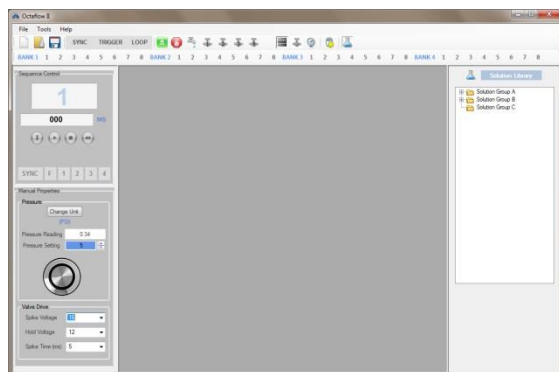 Octaflow II
File Tools Help
SYNC TRIGGER LOOP
BANK 1 1 2 3 4 5 6 7 8 BANK 2 1 2 3 4 5 6 7 8 BANK 3 1 2 3 4 5 6 7 8 BANK 4 1 2 3 4 5 6 7 8
Sequence Control
1
000 MS
SYNC F 1 2 3 4
Manual Properties
Pressure
Change Unit
(PSI)
Pressure Reading 0.34
Pressure Setting 5
Valve Drive
Spike Voltage
Hold Voltage 12
Spike Time (ms) 5
Solution Library
Solution Group A
Solution Group B
Solution Group C